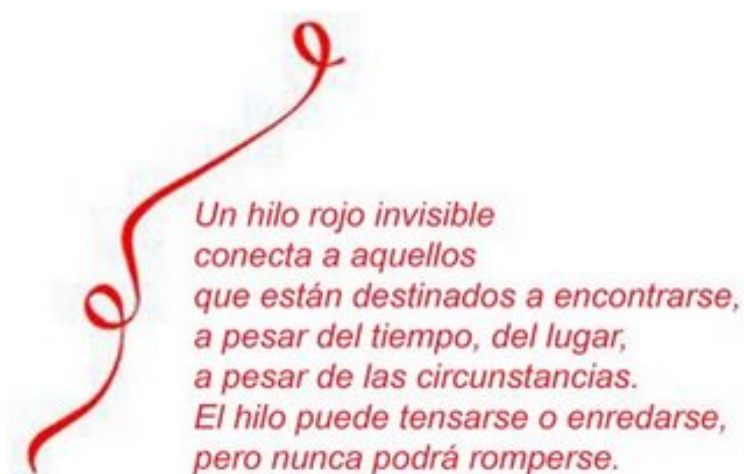 Un hilo rojo invisible
conecta a aquellos
que están destinados a encontrarse,
a pesar del tiempo, del lugar,
a pesar de las circunstancias.
El hilo puede tensarse o enredarse,
pero nunca podrá romperse.